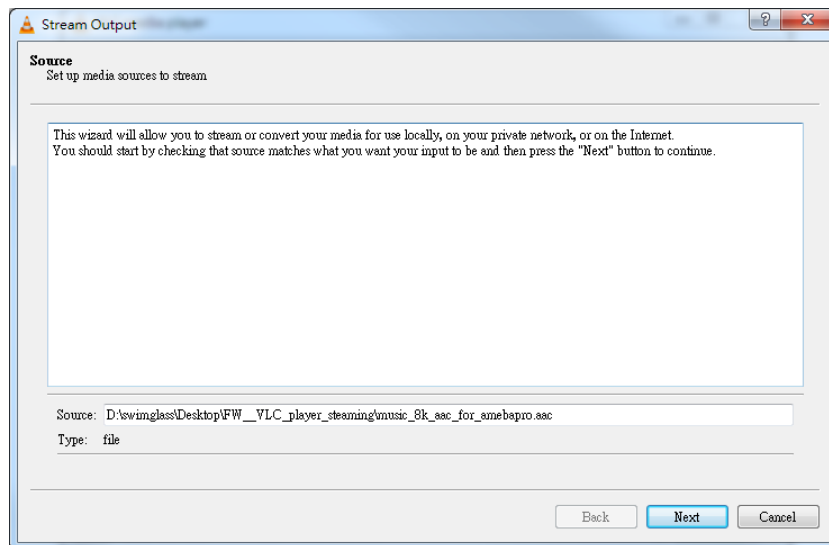 Stream Output
Source
Set up media sources to stream
This wizard will allow you to stream or convert your media for use locally, on your private network, or on the Internet.
You should start by checking that source matches what you want your input to be and then press the "Next" button to continue.
Source: D:\swimglass\Desktop\FW__VLC_player_steaming\music_8k_aac_for_amebapro.aac
Type: file
Back Next Cancel